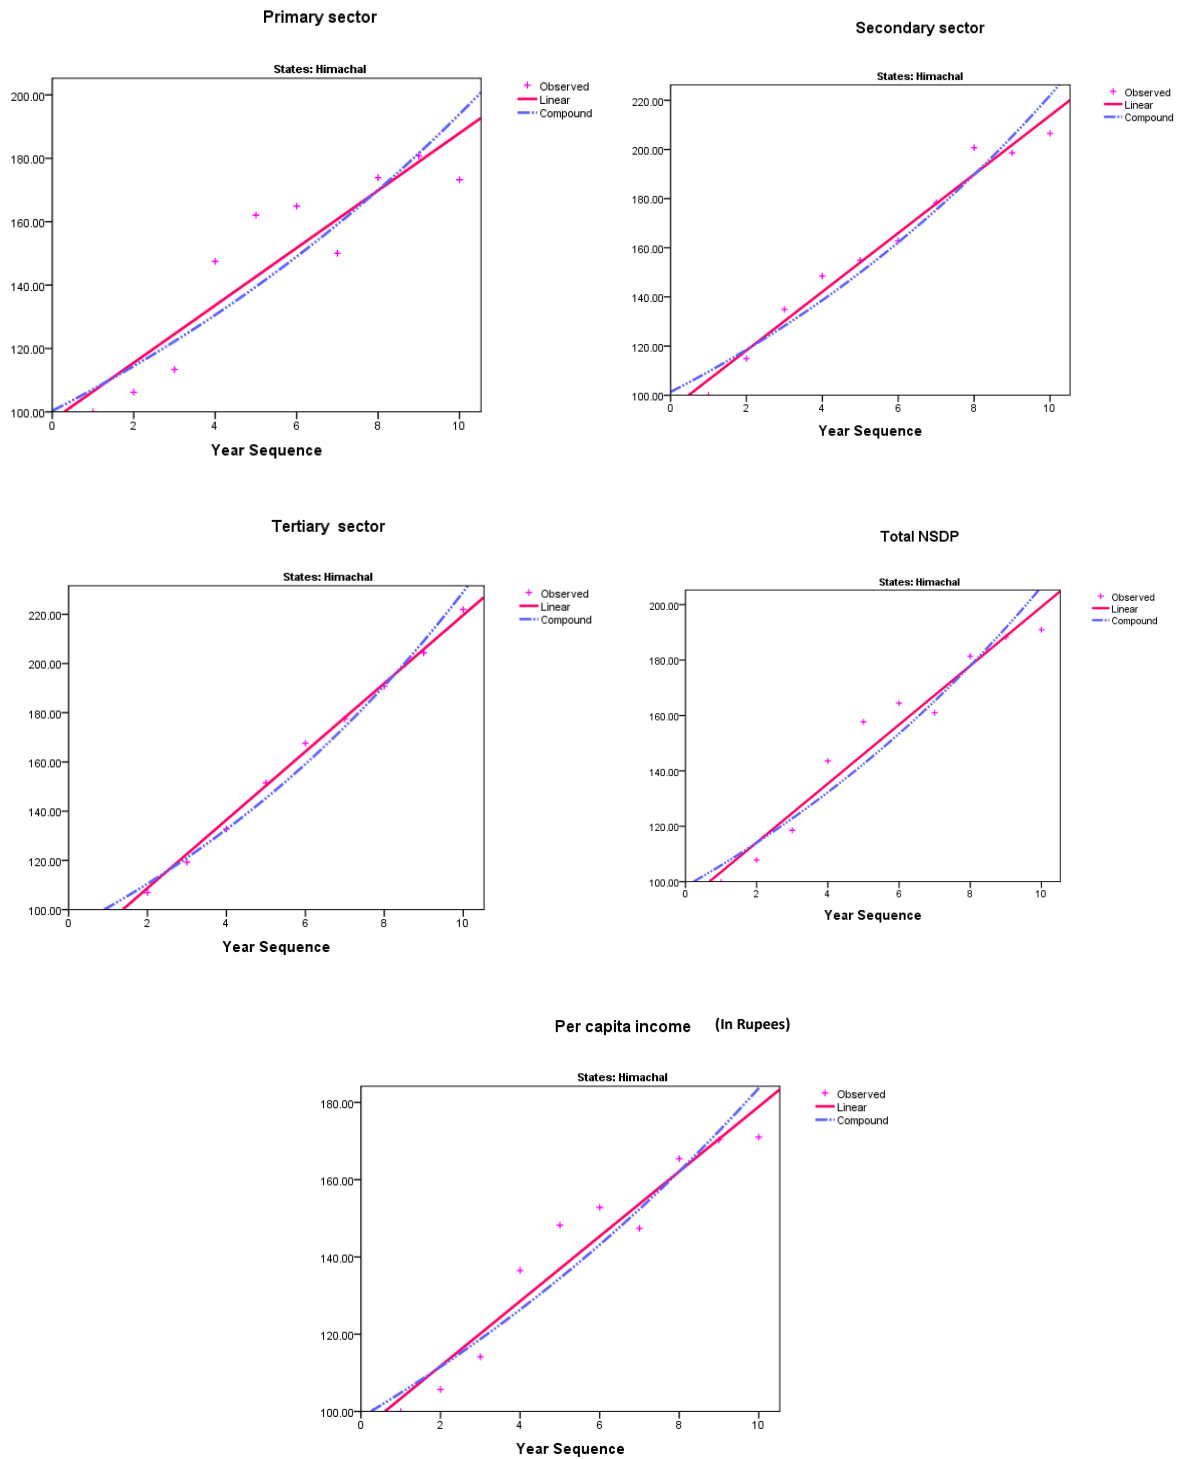 Primary sector
States: Himachal
Observed
Linear
Compound
200.00
180.00
160.00
140.00
120.00
100.00
0 2 4 6 8 10
Year Sequence
Secondary sector
States: Himachal
Observed
Linear
Compound
220.00
200.00
180.00
160.00
140.00
120.00
100.00
0 2 4 6 8 10
Year Sequence
Tertiary sector
States: Himachal
Observed
Linear
Compound
220.00
200.00
180.00
160.00
140.00
120.00
100.00
0 2 4 6 8 10
Year Sequence
Total NSDP
States: Himachal
Observed
Linear
Compound
200.00
180.00
160.00
140.00
120.00
100.00
0 2 4 6 8 10
Year Sequence
Per capita income (In Rupees)
States: Himachal
Observed
Linear
Compound
180.00
160.00
140.00
120.00
100.00
0 2 4 6 8 10
Year Sequence